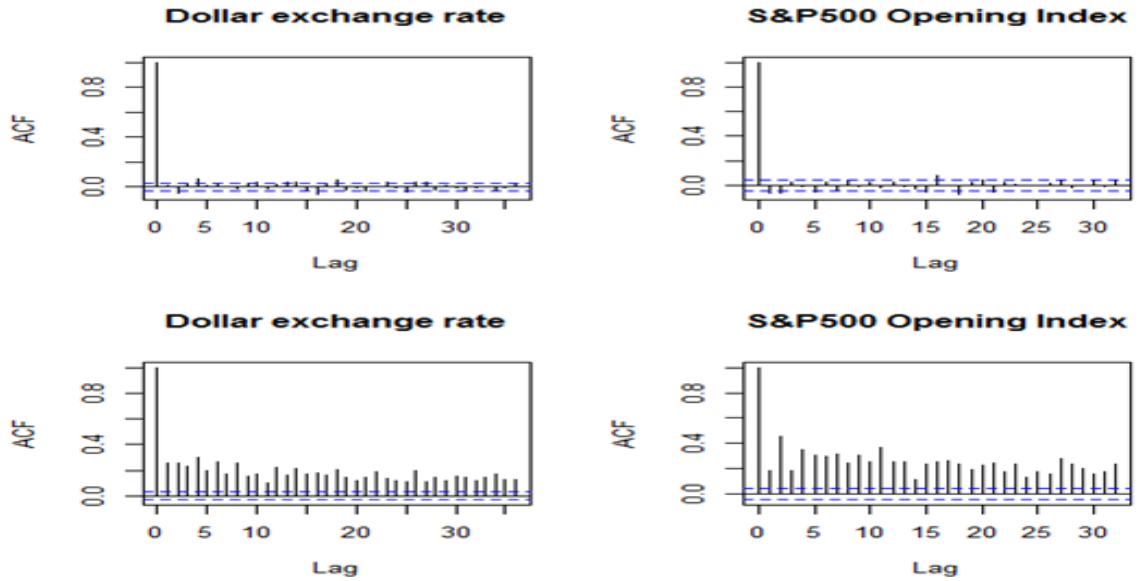 Dollar exchange rate
ACF
0.0 0.4 0.8
0 5 10 20 30
Lag
S&P500 Opening Index
ACF
0.0 0.4 0.8
0 5 10 15 20 25 30
Lag
Dollar exchange rate
ACF
0.0 0.4 0.8
0 5 10 20 30
Lag
S&P500 Opening Index
ACF
0.0 0.4 0.8
0 5 10 15 20 25 30
Lag